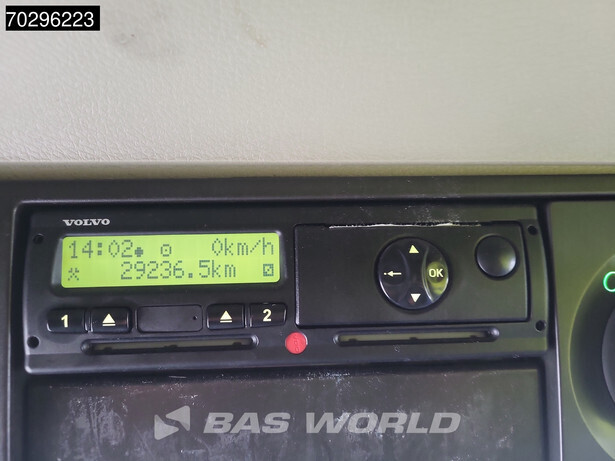 70296223
VOLVO
14:02 0km/h
29236.5km
OK
1 2
BAS WORLD